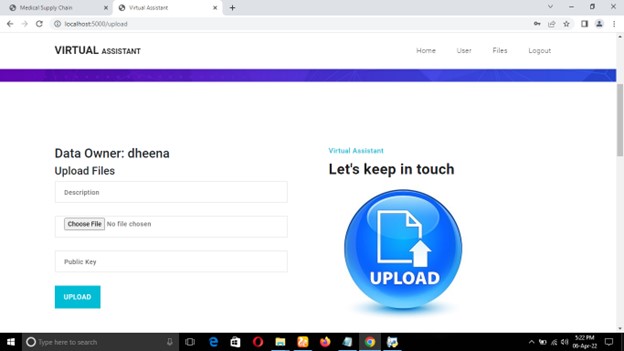 Medical Supply Chain
Virtual Assistant
localhost:5000/upload
VIRTUAL ASSISTANT
Home
User
Files
Logout
Data Owner: dheena
Upload Files
Description
Choose File No file chosen
Public Key
UPLOAD
Virtual Assistant
Let's keep in touch
UPLOAD
Type here to search
5:22 PM
06-Apr-22